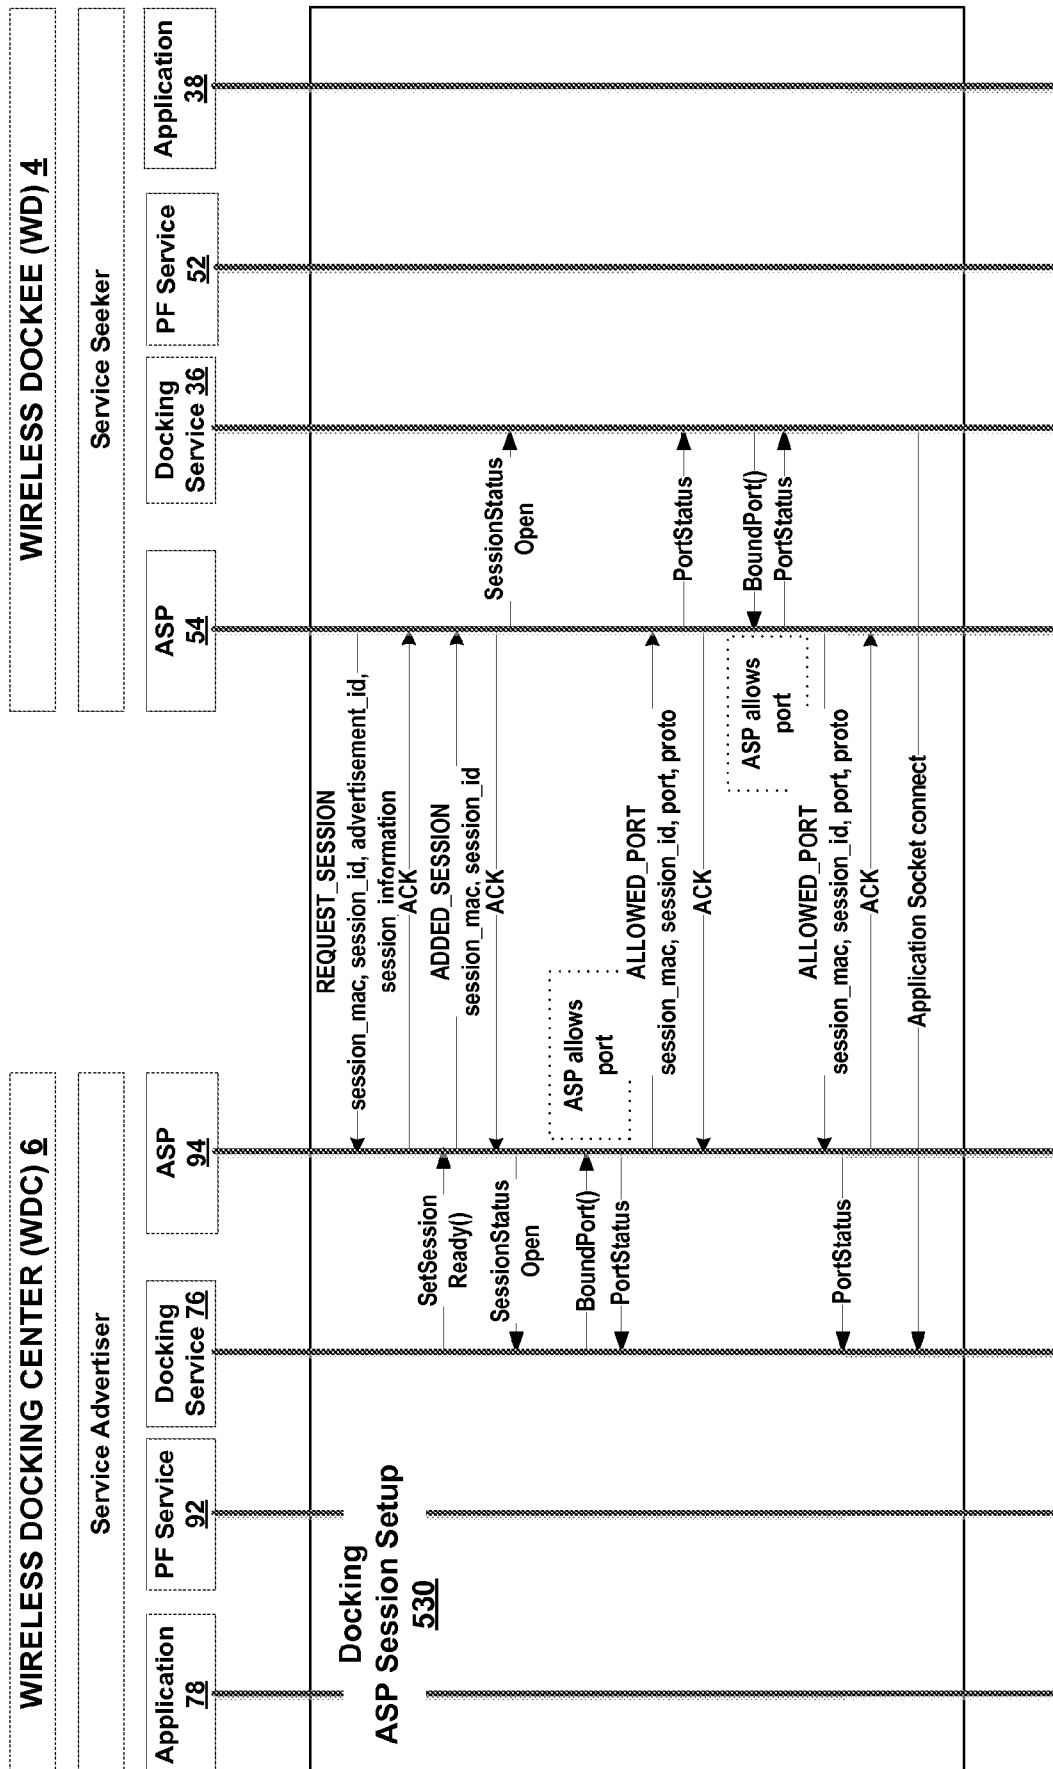 WIRELESS DOCKING CENTER (WDC) 6
WIRELESS DOCKEE (WD) 4
Service Advertiser
Service Seeker
Application
78
PF Service
92
Docking
Service 76
ASP
94
ASP
54
Docking
Service 36
PF Service
52
Application
38
Docking
ASP Session Setup
530
REQUEST_SESSION
session_mac, session_id, advertisement_id,
session_information
ACK
SetSession
Ready()
ADDED_SESSION
session_mac, session_id
ACK
SessionStatus
Open
SessionStatus
Open
BoundPort()
ASP allows
port
PortStatus
ALLOWED_PORT
session_mac, session_id, port, proto
PortStatus
ACK
BoundPort()
ASP allows
port
PortStatus
ALLOWED_PORT
session_mac, session_id, port, proto
PortStatus
ACK
Application Socket connect